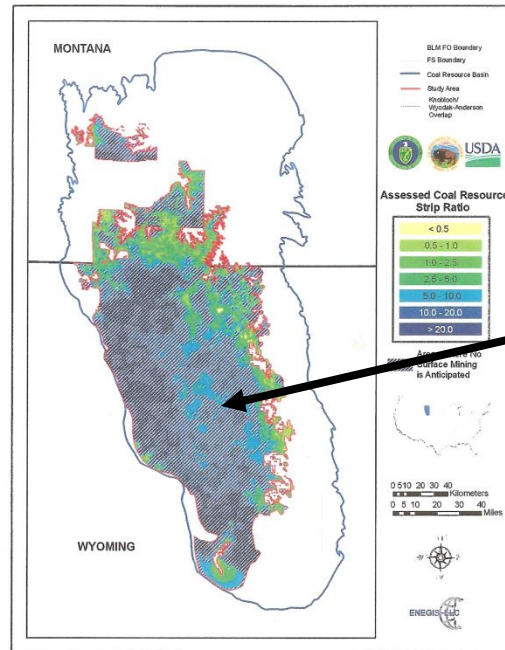 MONTANA
WYOMING
BLM FO Boundary
FS Boundary
Coal Resource Basin
Study Area
Knobloch/
Wyodak-Anderson
Overlap
USDA
Assessed Coal Resource
Strip Ratio
< 0.5
0.5 - 1.0
1.0 - 2.5
2.5 - 5.0
5.0 - 10.0
10.0 - 20.0
> 20.0
No
Surface Mining
is Anticipated
0 5 10 20 30 40
Kilometers
0 5 10 20 30 40
Miles
ENEGIS LLC